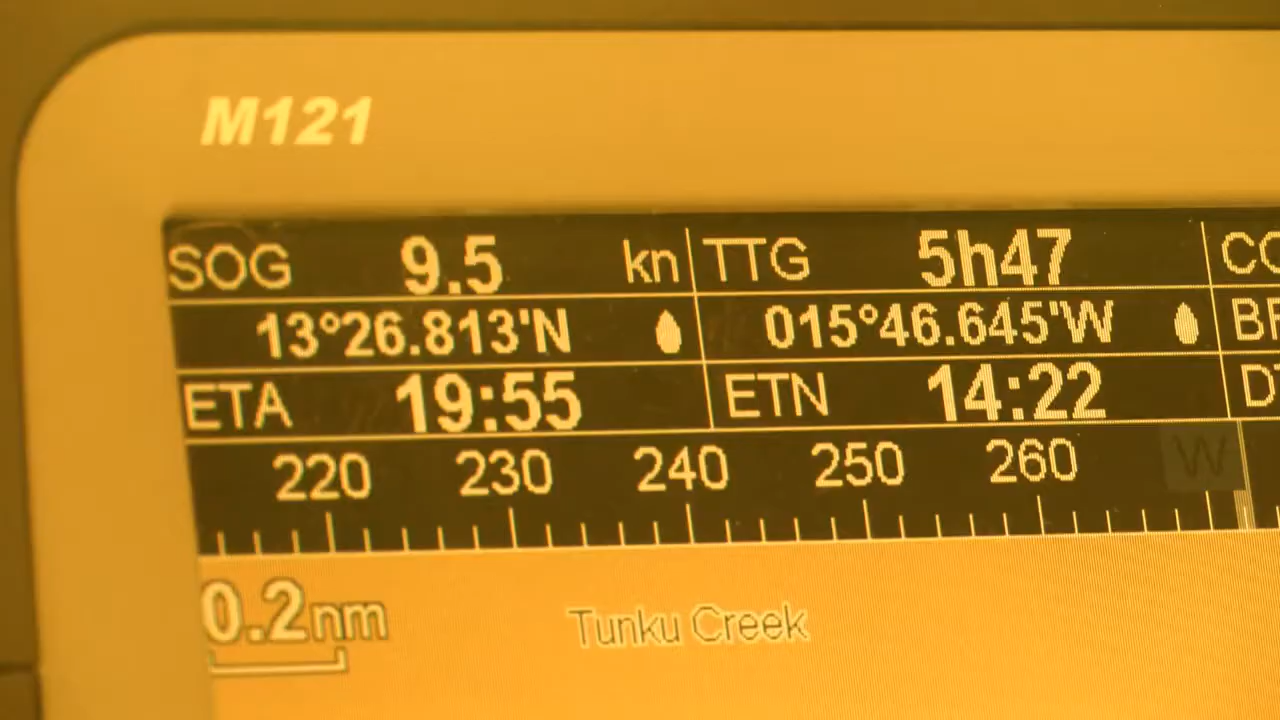 M121
SOG 9.5 kn TTG 5h47
13°26.813'N 015°46.645'W
ETA 19:55 ETN 14:22
220 230 240 250 260 W
0.2nm
Tunku Creek